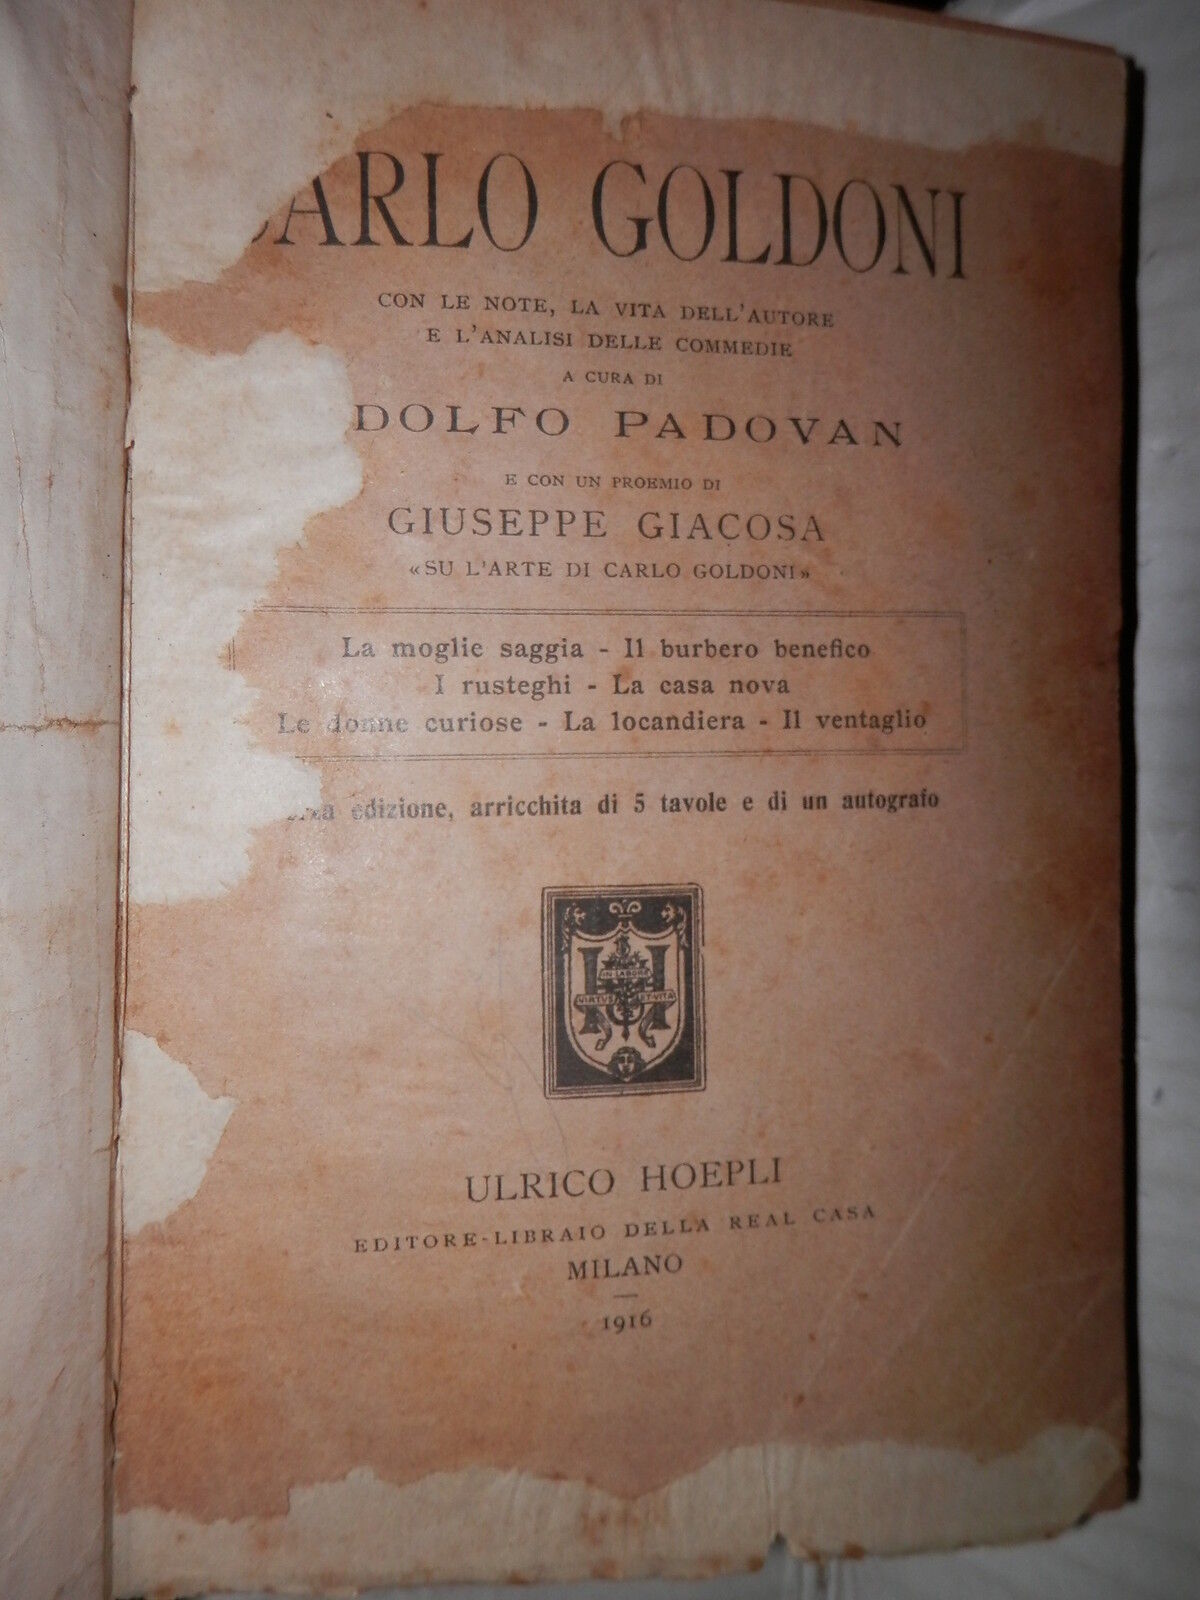 CARLO GOLDONI
CON LE NOTE, LA VITA DELL'AUTORE
E L'ANALISI DELLE COMMEDIE
A CURA DI
DOLFO PADOVAN
E CON UN PROEMIO DI
GIUSEPPE GIACOSA
«SU L'ARTE DI CARLO GOLDONI»
La moglie saggia - Il burbero benefico
I rusteghi - La casa nova
Le donne curiose - La locandiera - Il ventaglio
edizione, arricchita di 5 tavole e di un autografo
IN LABORE
VIRTUS ET VITA
ULRICO HOEPLI
EDITORE-LIBRAIO DELLA REAL CASA
MILANO
1916